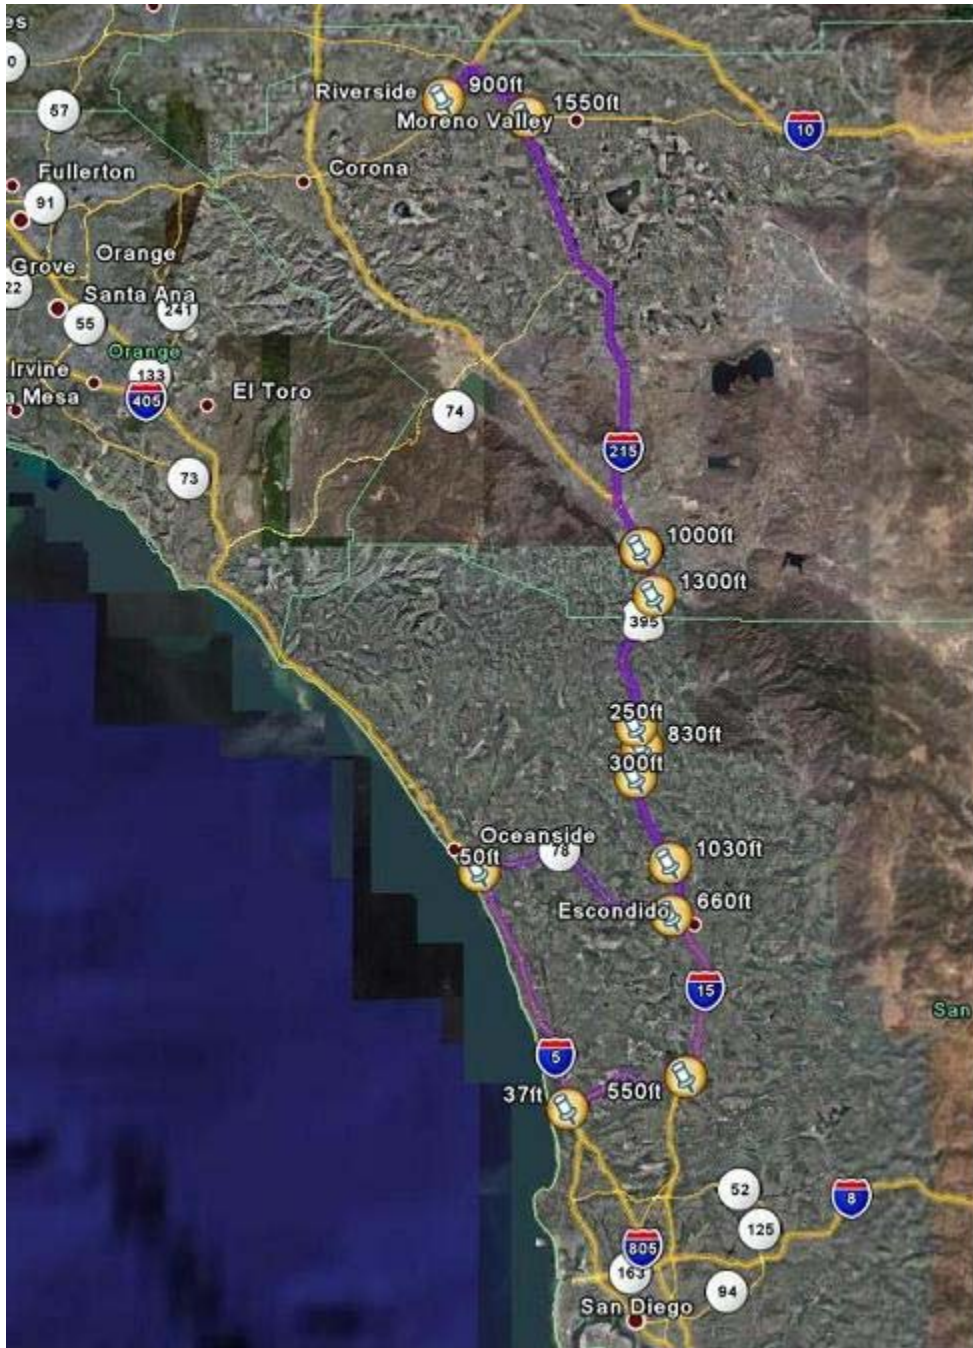 es
0
57
Riverside
900ft
1550ft
Moreno Valley
10
Corona
Fullerton
91
Orange
Grove
22
Santa Ana
241
55
Orange
133
Irvine
a Mesa
405
El Toro
74
215
73
1000ft
1300ft
395
250ft
830ft
300ft
Oceanside
78
50ft
1030ft
660ft
Escondido
15
San
5
37ft
550ft
52
8
125
805
163
94
San Diego